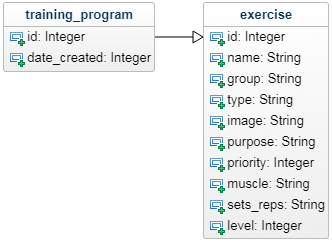 training_program
id: Integer
date_created: Integer
exercise
id: Integer
name: String
group: String
type: String
image: String
purpose: String
priority: Integer
muscle: String
sets_reps: String
level: Integer